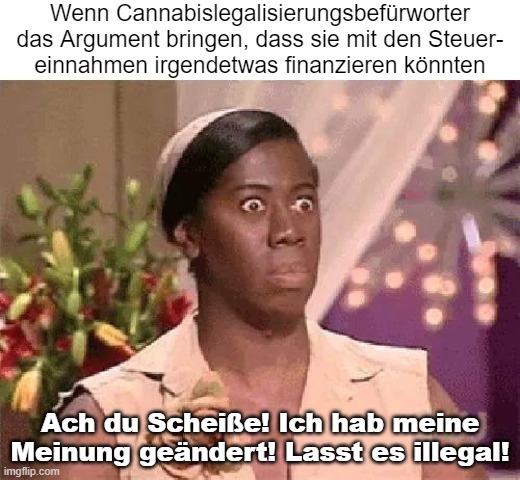 Wenn Cannabislegalisierungsbefürworter
das Argument bringen, dass sie mit den Steuer-
einnahmen irgendetwas finanzieren könnten
Ach du Scheiße! Ich hab meine
Meinung geändert! Lasst es illegal!
imgflip.com